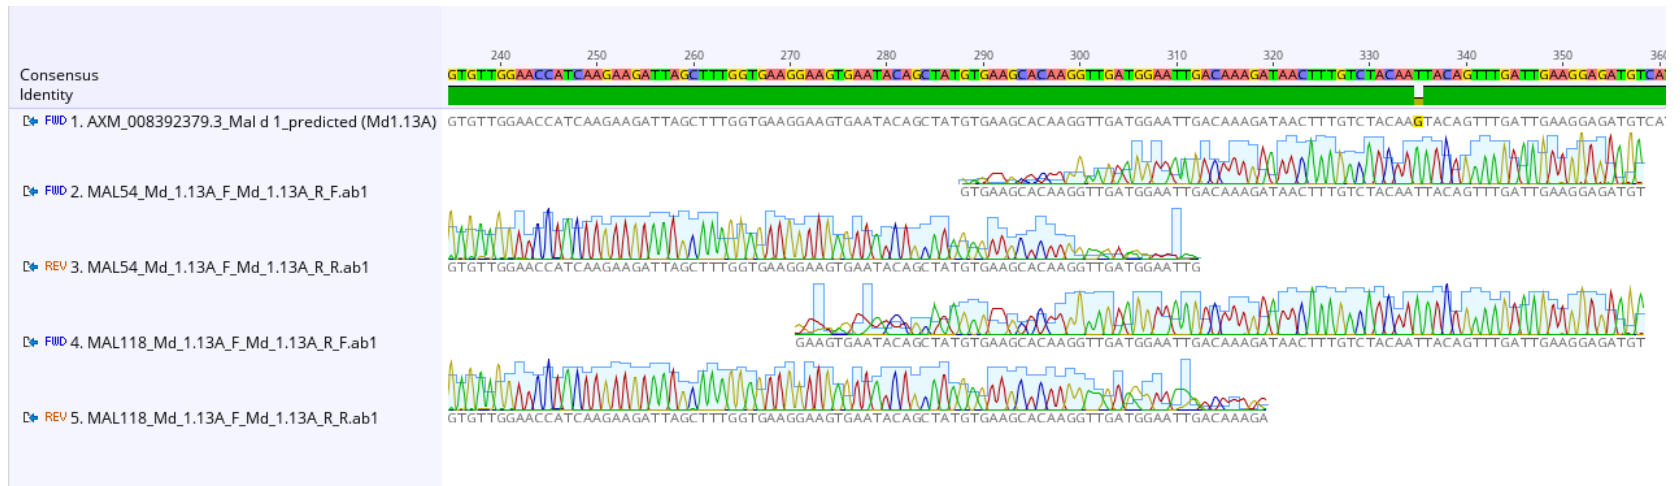 240 250 260 270 280 290 300 310 320 330 340 350 360
Consensus GTGTTGGAACCATCAAGAAGATTAGCTTTGGTGAAGGAAGTGAATACAGCTATGTGAAGCACAAGGTTGATGGAATTGACAAAGATAACTTTGTCTACAATTACAGTTTGATTGAAGGAGATGTCA
Identity
FWD 1. AXM_008392379.3_Mal d 1_predicted (Md1.13A) GTGTTGGAACCATCAAGAAGATTAGCTTTGGTGAAGGAAGTGAATACAGCTATGTGAAGCACAAGGTTGATGGAATTGACAAAGATAACTTTGTCTACAAGTACAGTTTGATTGAAGGAGATGTCA
FWD 2. MAL54_Md_1.13A_F_Md_1.13A_R_F.ab1 GTGAAGCACAAGGTTGATGGAATTGACAAAGATAACTTTGTCTACAATTACAGTTTGATTGAAGGAGATGT
REV 3. MAL54_Md_1.13A_F_Md_1.13A_R_R.ab1 GTGTTGGAACCATCAAGAAGATTAGCTTTGGTGAAGGAAGTGAATACAGCTATGTGAAGCACAAGGTTGATGGAATTG
FWD 4. MAL118_Md_1.13A_F_Md_1.13A_R_F.ab1 GAAGTGAATACAGCTATGTGAAGCACAAGGTTGATGGAATTGACAAAGATAACTTTGTCTACAATTACAGTTTGATTGAAGGAGATGT
REV 5. MAL118_Md_1.13A_F_Md_1.13A_R_R.ab1 GTGTTGGAACCATCAAGAAGATTAGCTTTGGTGAAGGAAGTGAATACAGCTATGTGAAGCACAAGGTTGATGGAATTGACAAAGA